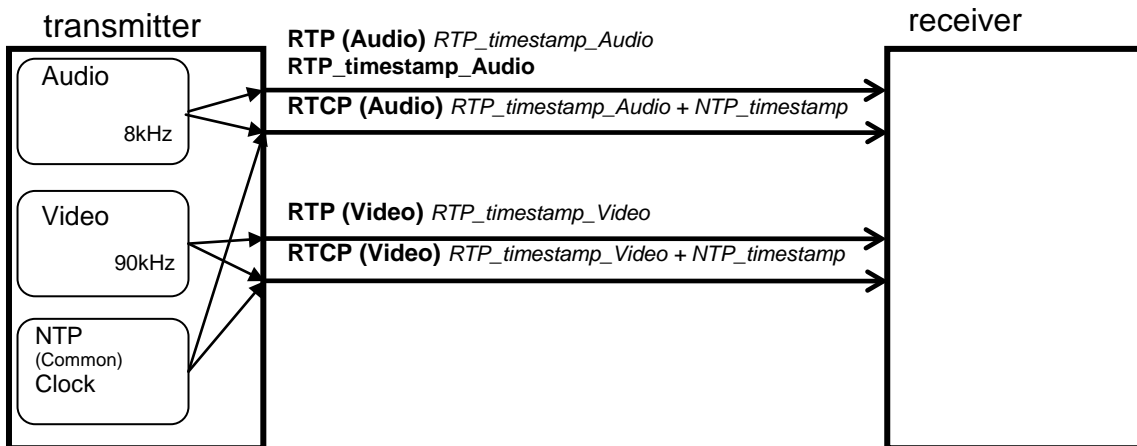 transmitter
receiver
Audio
8kHz
Video
90kHz
NTP
(Common)
Clock
RTP (Audio) RTP_timestamp_Audio
RTP_timestamp_Audio
RTCP (Audio) RTP_timestamp_Audio + NTP_timestamp
RTP (Video) RTP_timestamp_Video
RTCP (Video) RTP_timestamp_Video + NTP_timestamp